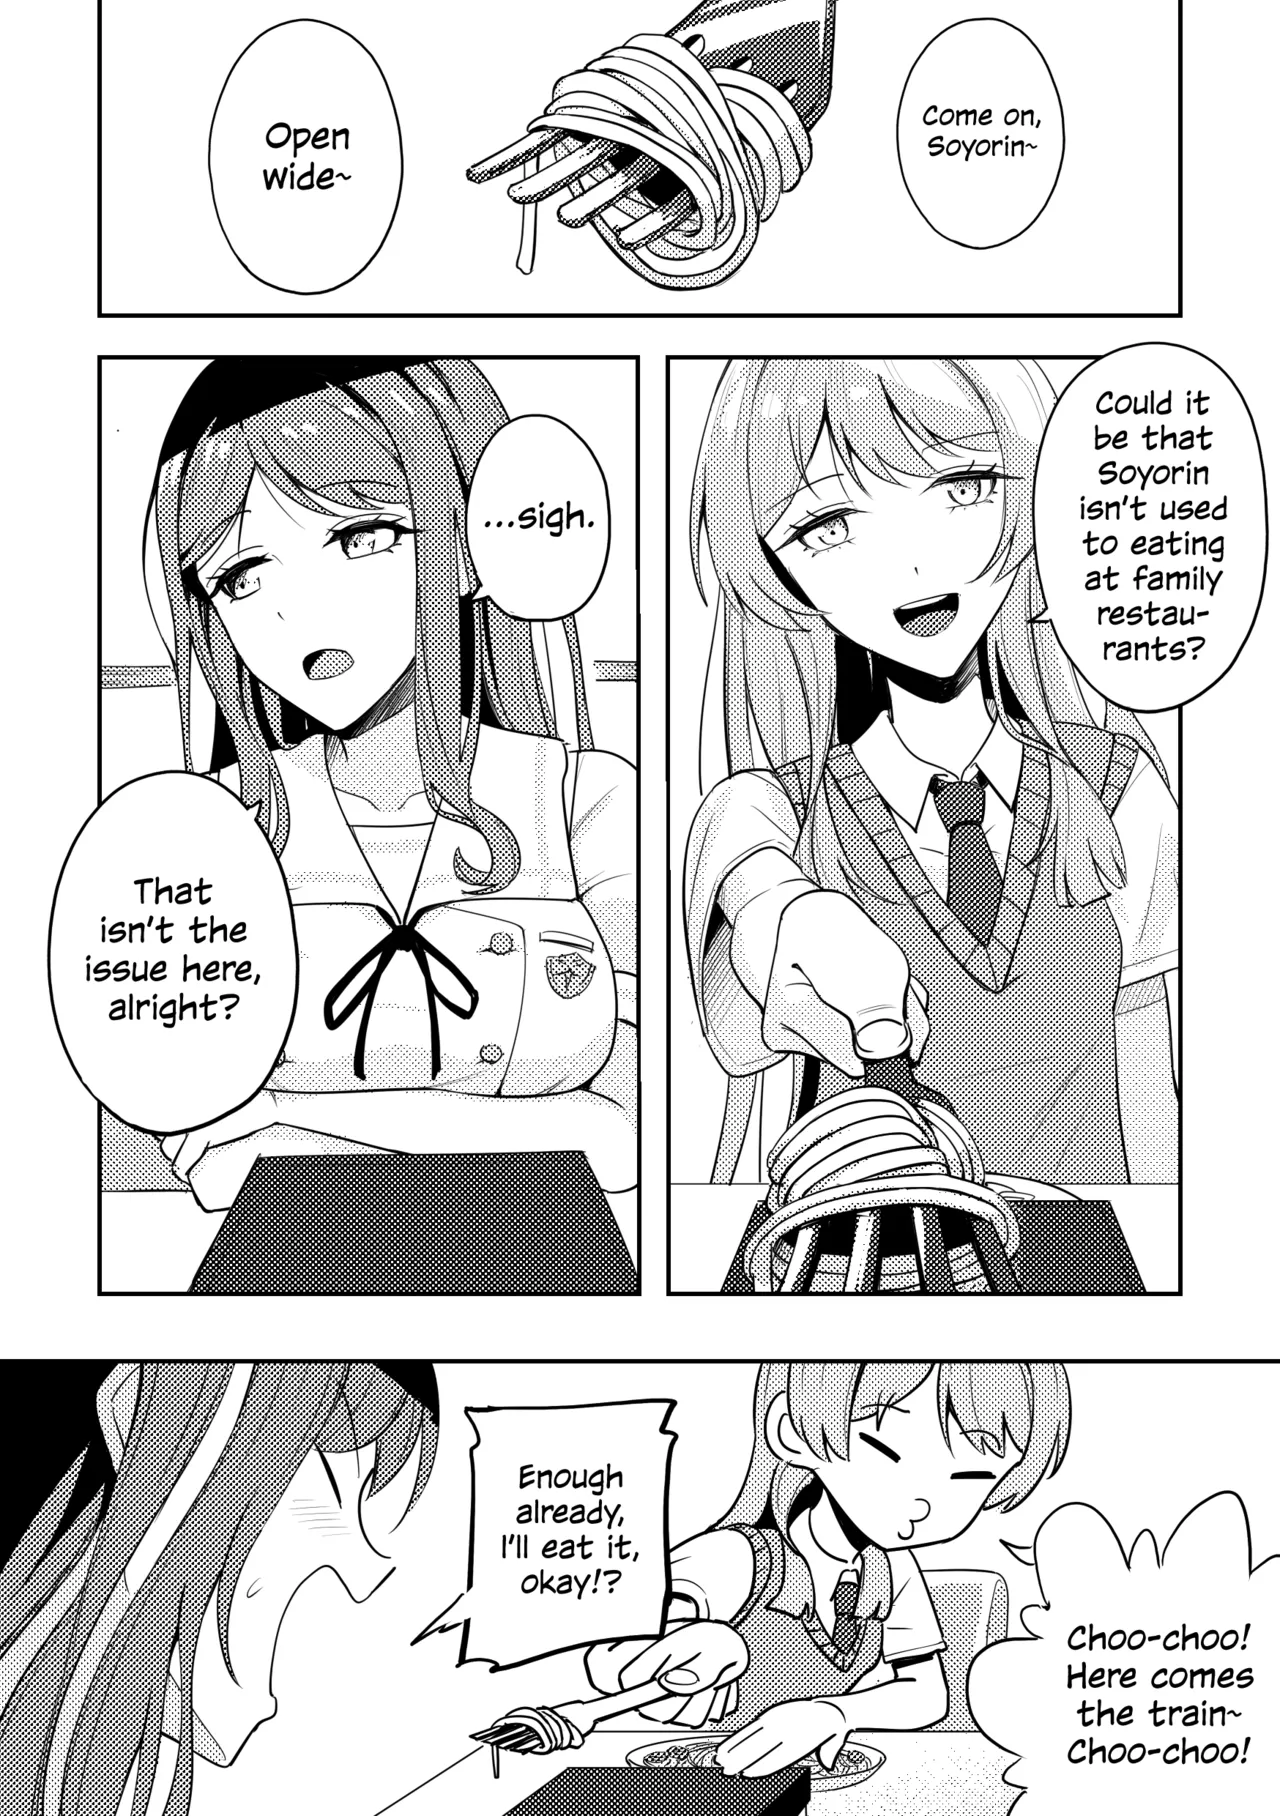 Come on,
Soyorin~
Open
wide~
Could it
be that
Soyorin
isn't used
to eating
at family
restau-
rants?
...sigh.
That
isn't the
issue here,
alright?
Choo-choo!
Here comes
the train~
Choo-choo!
Enough
already,
I'll eat it,
okay!?